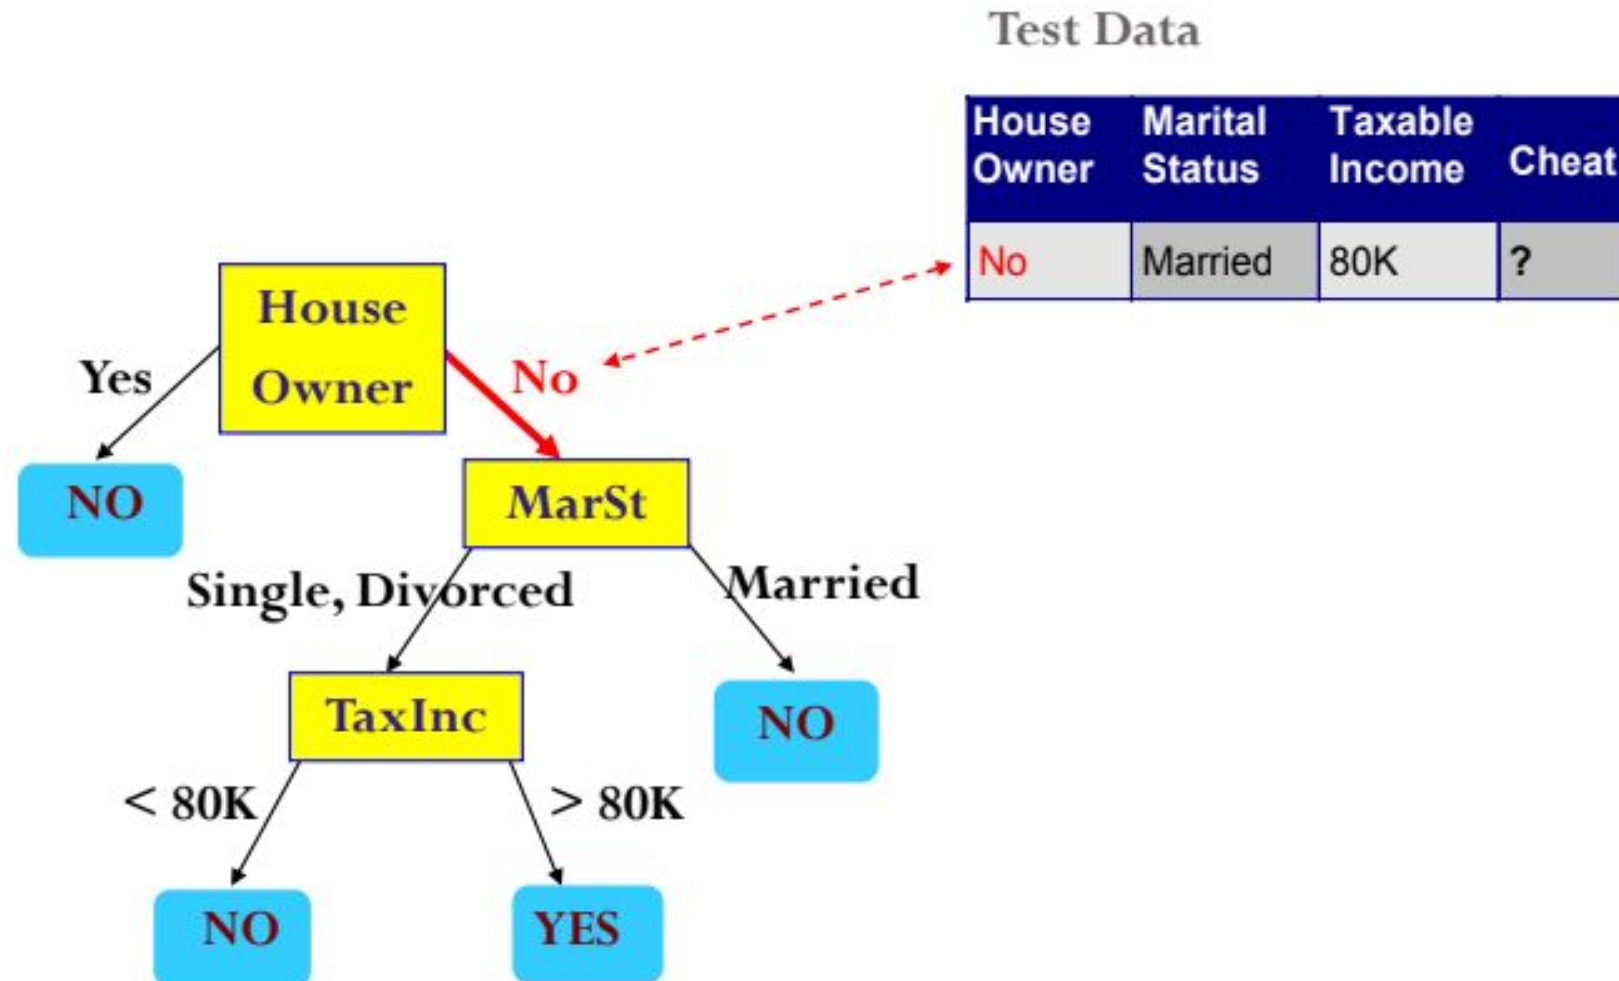 Test Data
House Owner Marital Status Taxable Income Cheat
No Married 80K ?
House
Owner
Yes
No
NO
MarSt
Single, Divorced
Married
TaxInc
NO
< 80K
> 80K
NO
YES